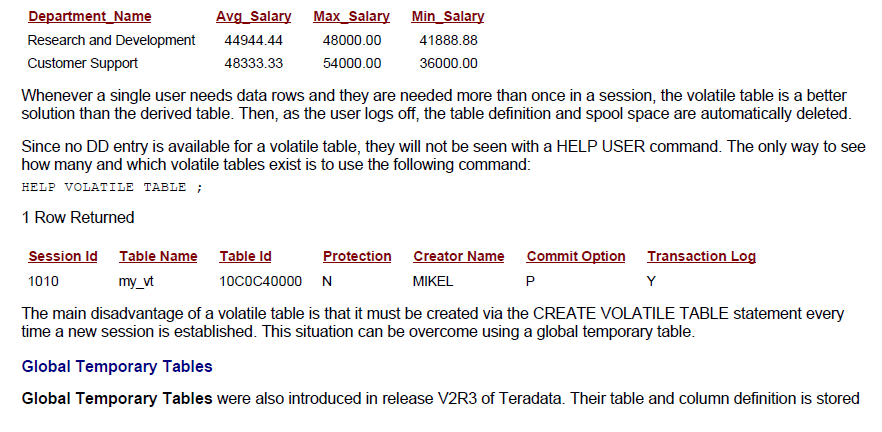 Department_Name Avg_Salary Max_Salary Min_Salary
Research and Development 44944.44 48000.00 41888.88
Customer Support 48333.33 54000.00 36000.00
Whenever a single user needs data rows and they are needed more than once in a session, the volatile table is a better
solution than the derived table. Then, as the user logs off, the table definition and spool space are automatically deleted.
Since no DD entry is available for a volatile table, they will not be seen with a HELP USER command. The only way to see
how many and which volatile tables exist is to use the following command:
HELP VOLATILE TABLE ;
1 Row Returned
Session Id Table Name Table Id Protection Creator Name Commit Option Transaction Log
1010 my_vt 10C0C40000 N MIKEL P Y
The main disadvantage of a volatile table is that it must be created via the CREATE VOLATILE TABLE statement every
time a new session is established. This situation can be overcome using a global temporary table.
Global Temporary Tables
Global Temporary Tables were also introduced in release V2R3 of Teradata. Their table and column definition is stored